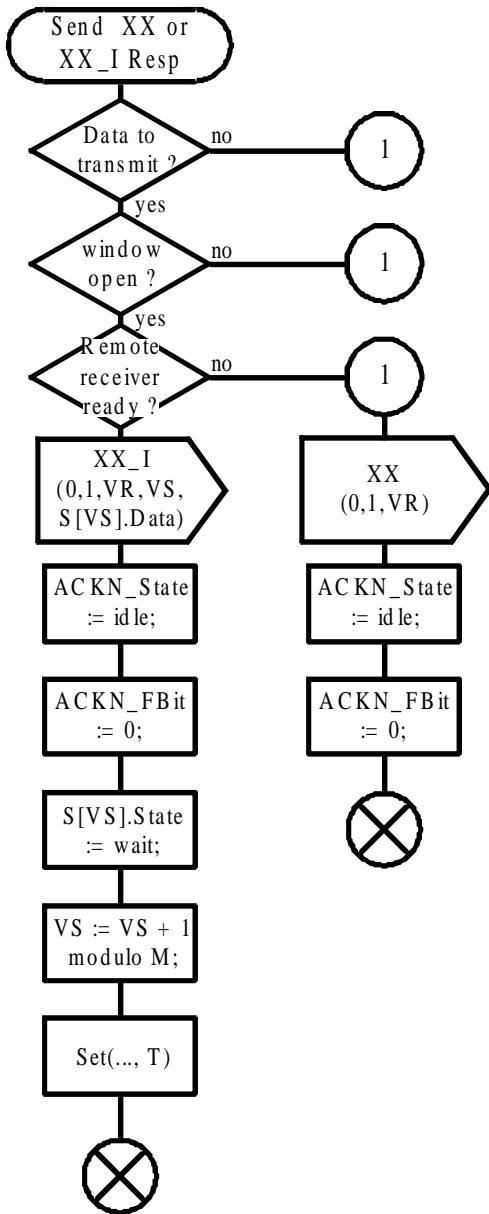 Send XX or
XX_I Resp
Data to
transmit ?
no
1
yes
window
open ?
no
1
yes
Remote
receiver
ready ?
no
1
XX_I
(0,1,VR,VS,
S[VS].Data)
XX
(0,1,VR)
ACKN_State
:= idle;
ACKN_State
:= idle;
ACKN_FBit
:= 0;
ACKN_FBit
:= 0;
S[VS].State
:= wait;
VS := VS + 1
modulo M;
Set(..., T)